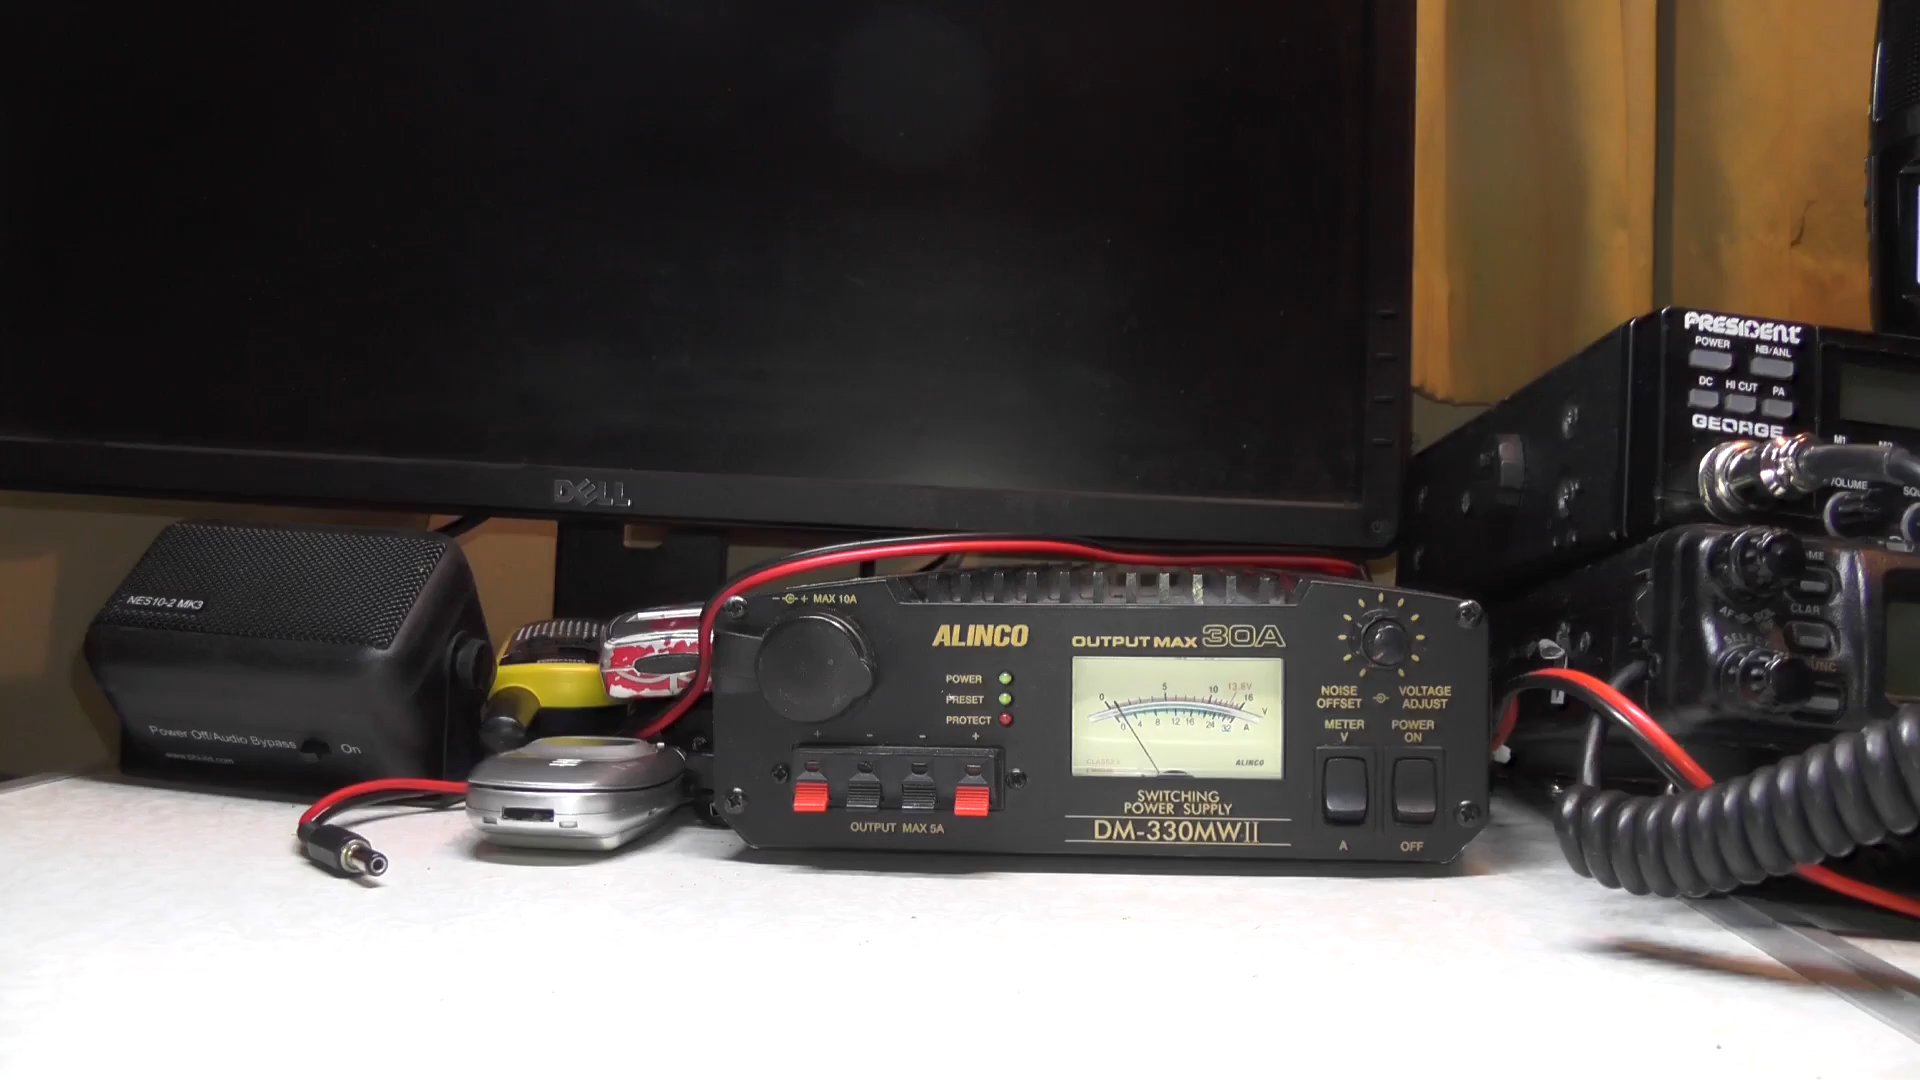 DELL
PRESIDENT
POWER
NB/ANL
DC HI CUT PA
GEORGE
M1
VOLUME
NES10-2 MK3
Power Off/Audio Bypass On
- + MAX 10A
ALINCO
OUTPUT MAX 30A
POWER
PRESET
PROTECT
+ - - +
OUTPUT MAX 5A
0 5 10 13.8V 16 V
0 4 8 12 16 24 32 A
ALINCO
SWITCHING
POWER SUPPLY
DM-330MWII
NOISE OFFSET
VOLTAGE ADJUST
METER V
POWER ON
A
OFF
CLAR